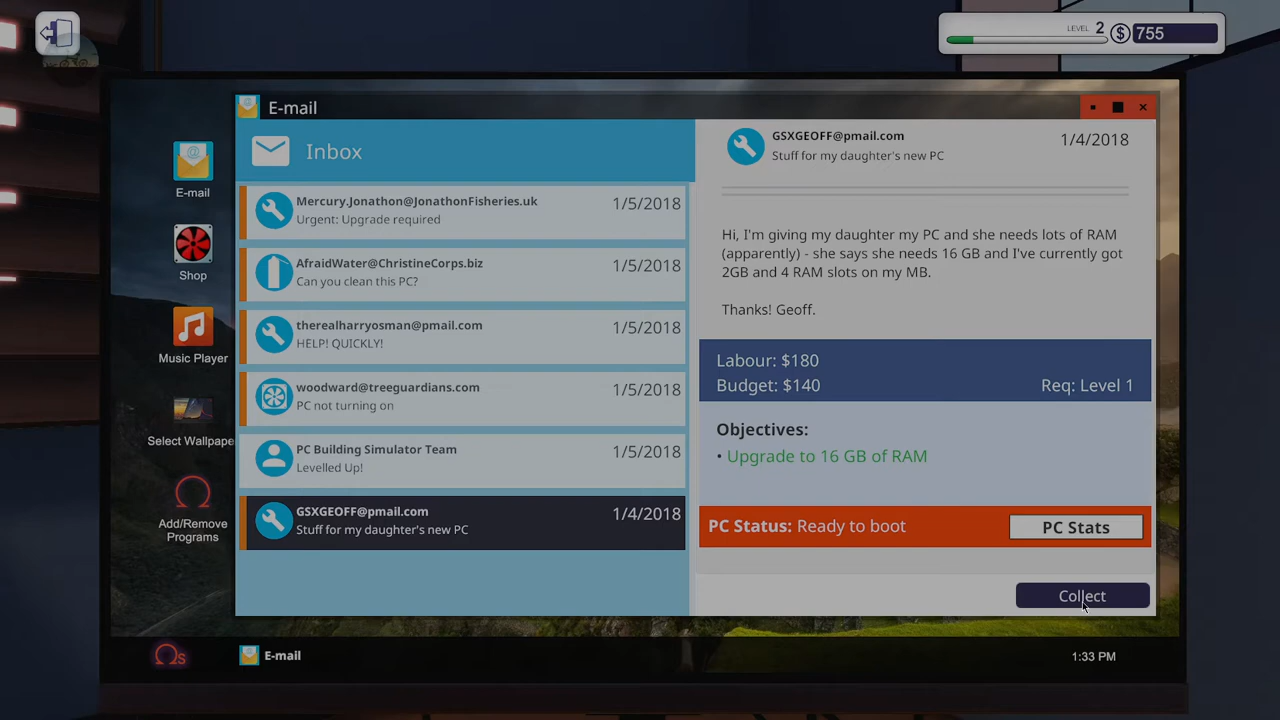 LEVEL 2 $ 755
E-mail
E-mail
Shop
Music Player
Select Wallpape
Add/Remove
Programs
Inbox
Mercury.Jonathon@JonathonFisheries.uk 1/5/2018
Urgent: Upgrade required
AfraidWater@ChristineCorps.biz 1/5/2018
Can you clean this PC?
therealharryosman@pmail.com 1/5/2018
HELP! QUICKLY!
woodward@treeguardians.com 1/5/2018
PC not turning on
PC Building Simulator Team 1/5/2018
Levelled Up!
GSXGEOFF@pmail.com 1/4/2018
Stuff for my daughter's new PC
GSXGEOFF@pmail.com 1/4/2018
Stuff for my daughter's new PC
Hi, I'm giving my daughter my PC and she needs lots of RAM
(apparently) - she says she needs 16 GB and I've currently got
2GB and 4 RAM slots on my MB.
Thanks! Geoff.
Labour: $180
Budget: $140 Req: Level 1
Objectives:
• Upgrade to 16 GB of RAM
PC Status: Ready to boot PC Stats
Collect
Ωs E-mail 1:33 PM